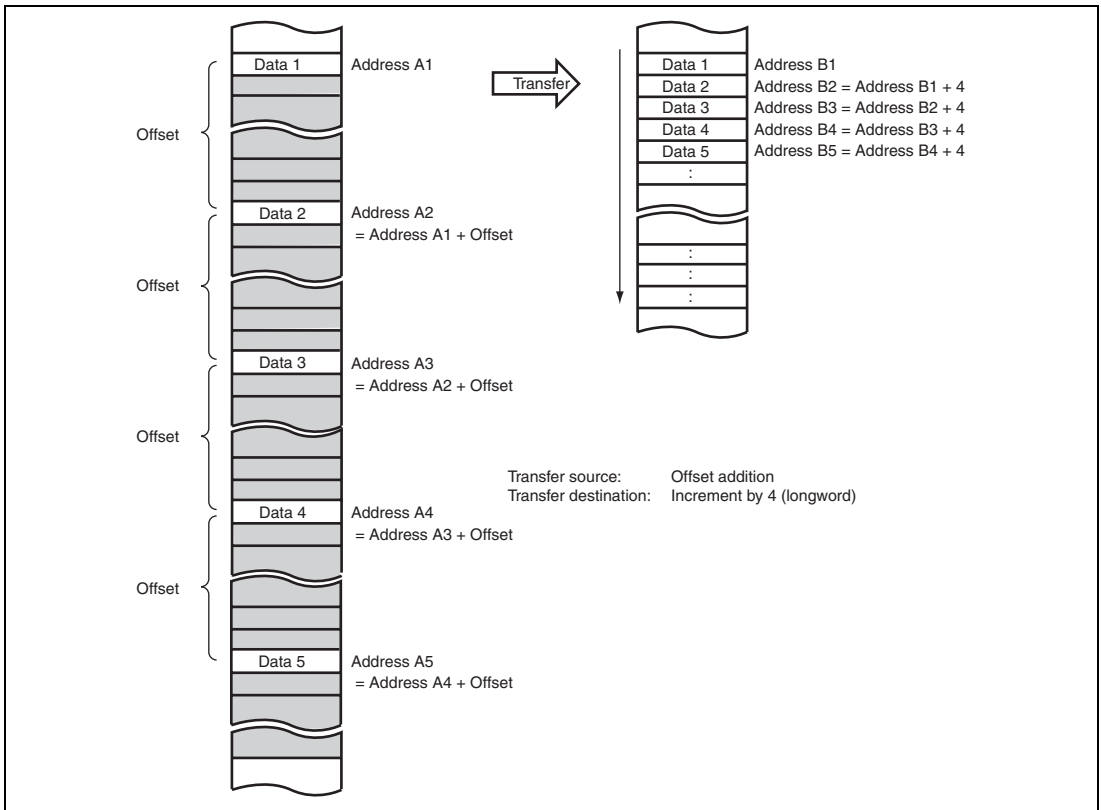 Data 1
Address A1
Offset
Data 2
Address A2
= Address A1 + Offset
Offset
Data 3
Address A3
= Address A2 + Offset
Offset
Data 4
Address A4
= Address A3 + Offset
Offset
Data 5
Address A5
= Address A4 + Offset
Transfer
Data 1 Address B1
Data 2 Address B2 = Address B1 + 4
Data 3 Address B3 = Address B2 + 4
Data 4 Address B4 = Address B3 + 4
Data 5 Address B5 = Address B4 + 4
:
:
:
:
Transfer source: Offset addition
Transfer destination: Increment by 4 (longword)